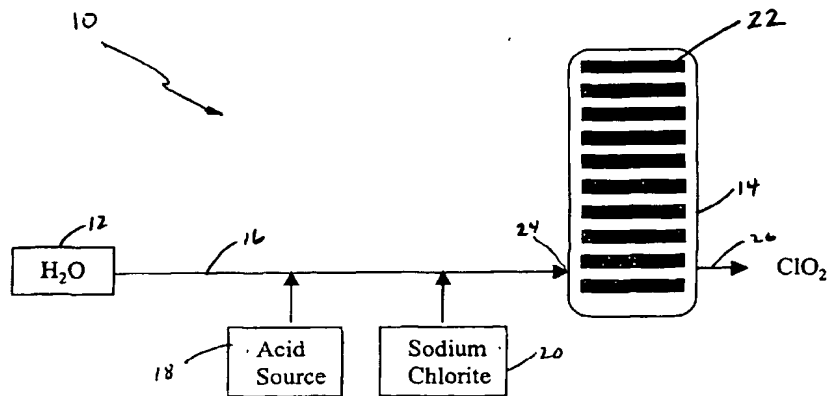 10
22
12
H₂O
16
24
14
26
ClO₂
18
Acid
Source
Sodium
Chlorite
20